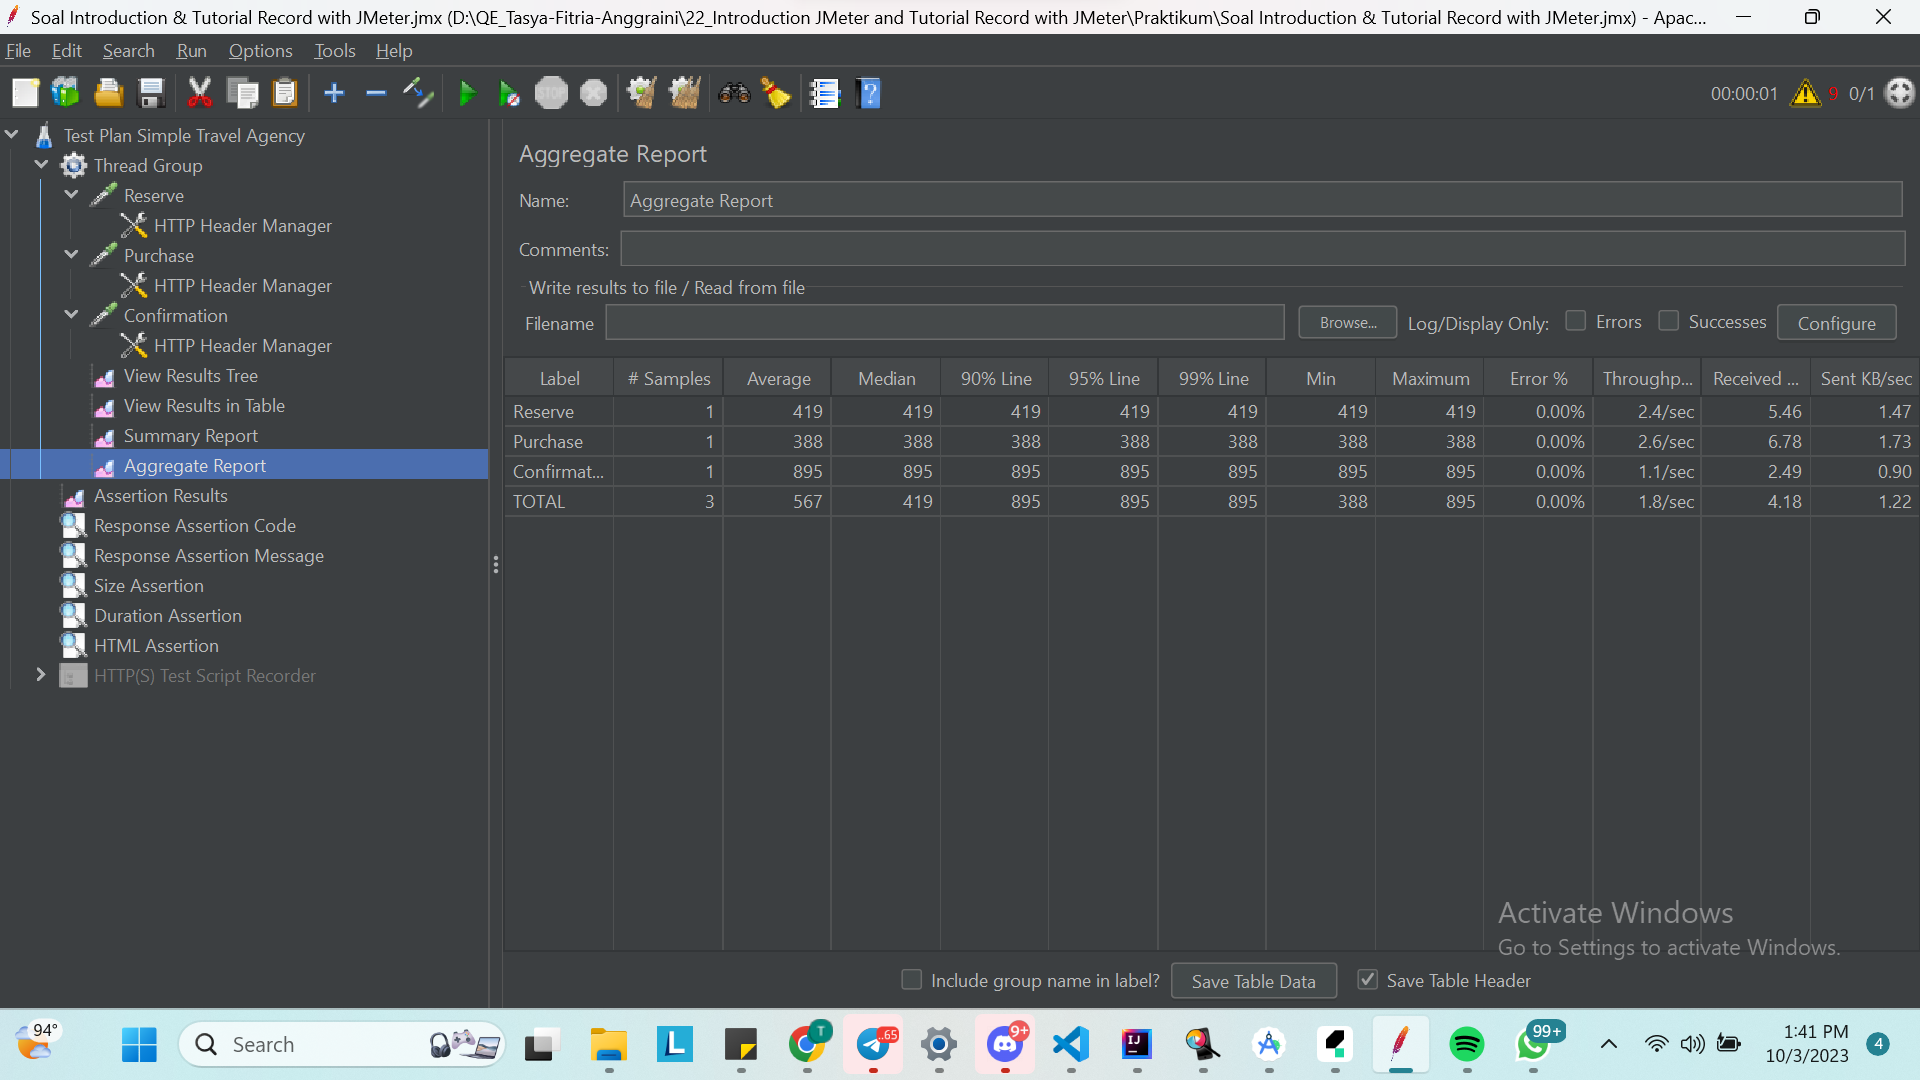 Soal Introduction & Tutorial Record with JMeter.jmx (D:\QE_Tasya-Fitria-Anggraini\22_Introduction JMeter and Tutorial Record with JMeter\Praktikum\Soal Introduction & Tutorial Record with JMeter.jmx) - Apac...
File Edit Search Run Options Tools Help
STOP 00:00:01 9 0/1
Test Plan Simple Travel Agency
Thread Group
Reserve
HTTP Header Manager
Purchase
HTTP Header Manager
Confirmation
HTTP Header Manager
View Results Tree
View Results in Table
Summary Report
Aggregate Report
Assertion Results
Response Assertion Code
Response Assertion Message
Size Assertion
Duration Assertion
HTML Assertion
HTTP(S) Test Script Recorder
Aggregate Report
Name: Aggregate Report
Comments:
Write results to file / Read from file
Filename Browse... Log/Display Only: Errors Successes Configure
Label # Samples Average Median 90% Line 95% Line 99% Line Min Maximum Error % Throughp... Received ... Sent KB/sec
Reserve 1 419 419 419 419 419 419 419 0.00% 2.4/sec 5.46 1.47
Purchase 1 388 388 388 388 388 388 388 0.00% 2.6/sec 6.78 1.73
Confirmat... 1 895 895 895 895 895 895 895 0.00% 1.1/sec 2.49 0.90
TOTAL 3 567 419 895 895 895 388 895 0.00% 1.8/sec 4.18 1.22
Activate Windows
Go to Settings to activate Windows.
Include group name in label? Save Table Data Save Table Header
94° Search L T ..65 9+ IJ 99+ 1:41 PM 4
10/3/2023